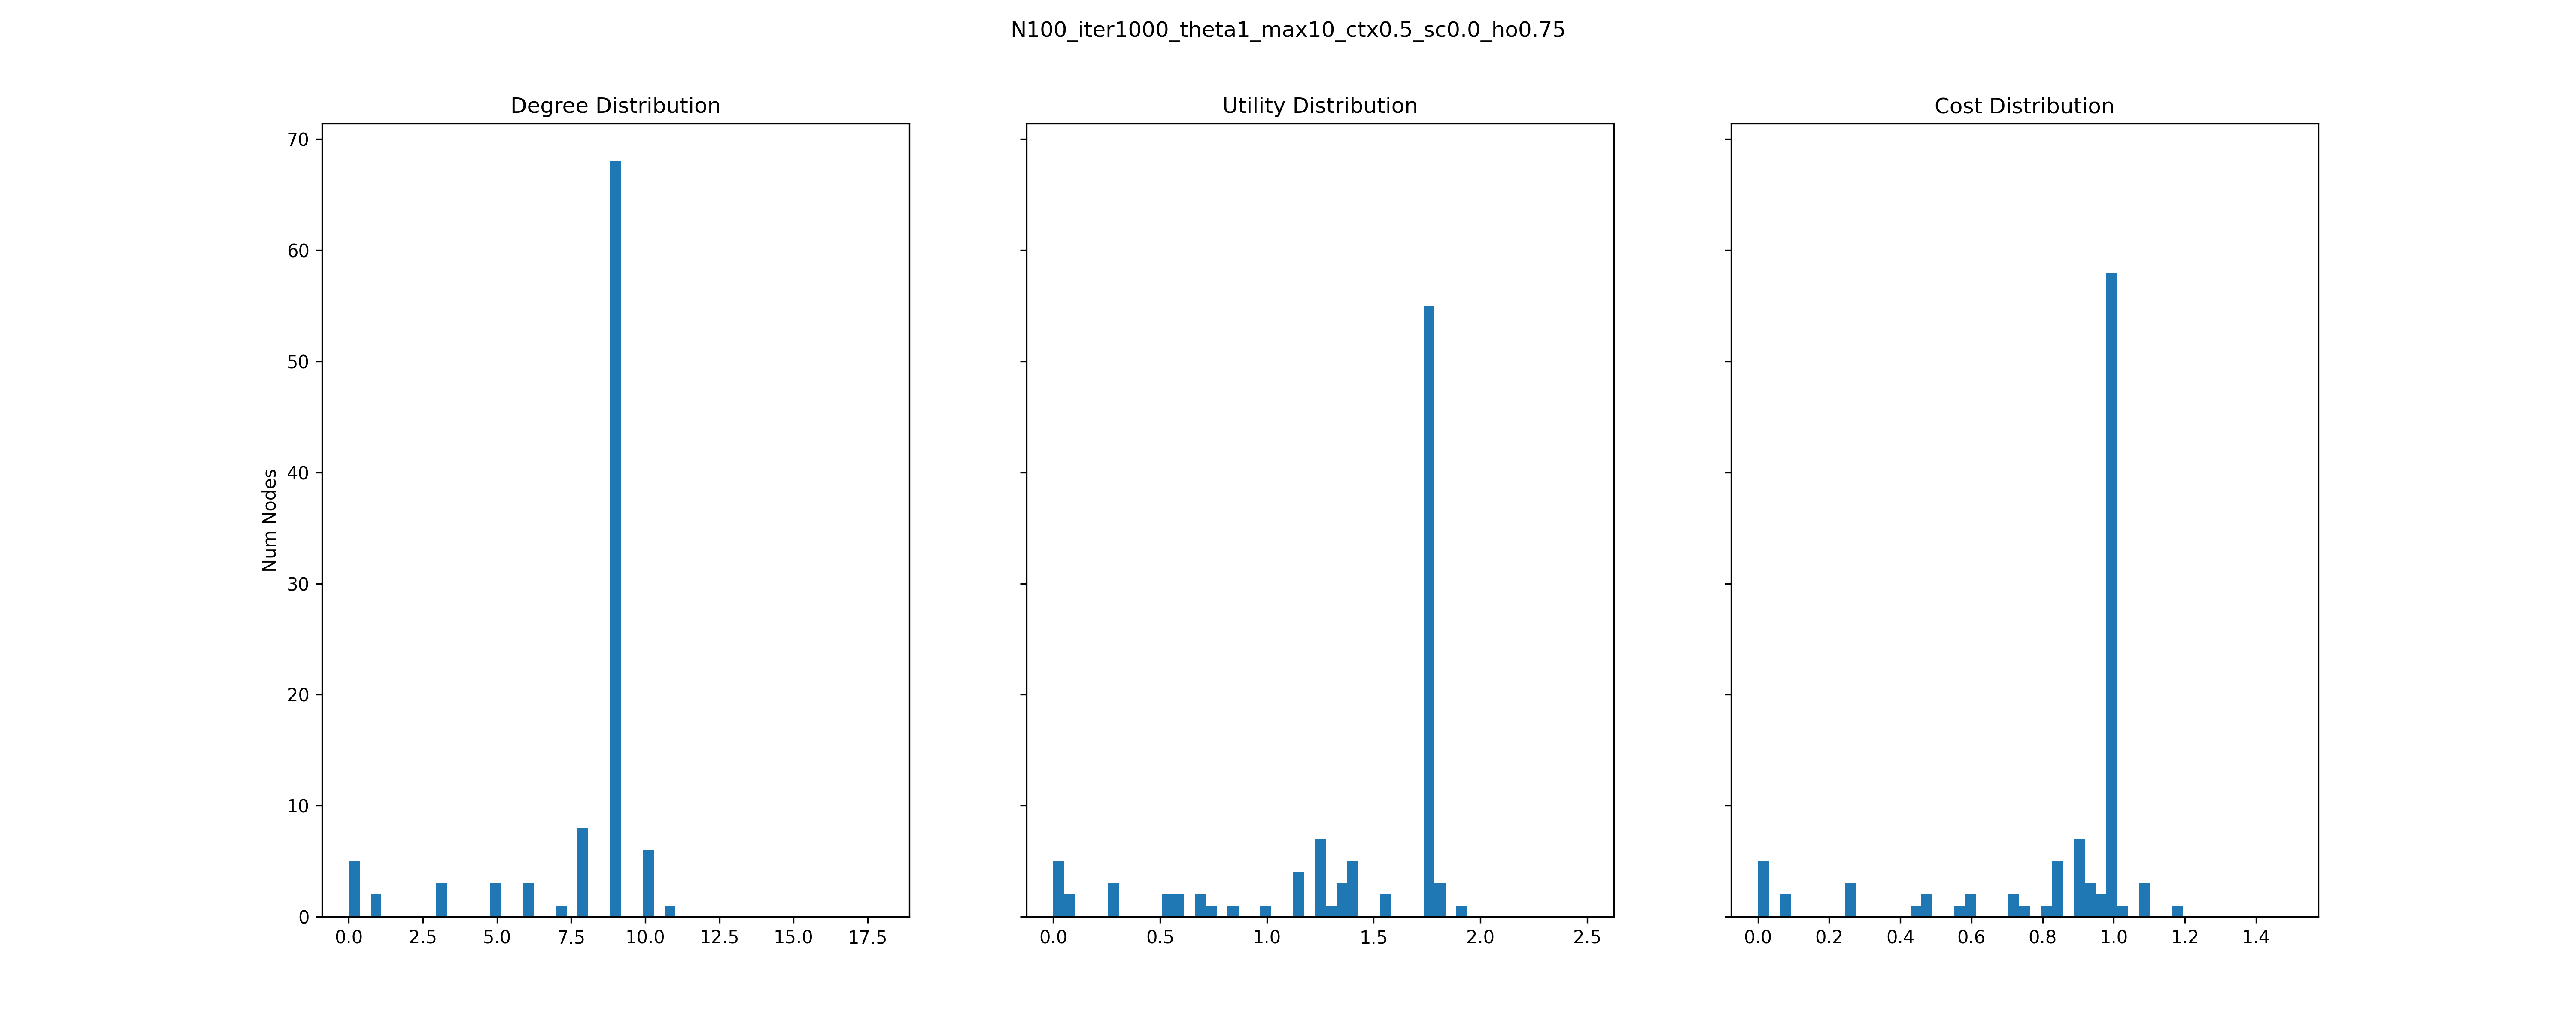 N100_iter1000_theta1_max10_ctx0.5_sc0.0_ho0.75
Degree Distribution
Utility Distribution
Cost Distribution
Num Nodes
70
60
50
40
30
20
10
0
0.0 2.5 5.0 7.5 10.0 12.5 15.0 17.5
0.0 0.5 1.0 1.5 2.0 2.5
0.0 0.2 0.4 0.6 0.8 1.0 1.2 1.4